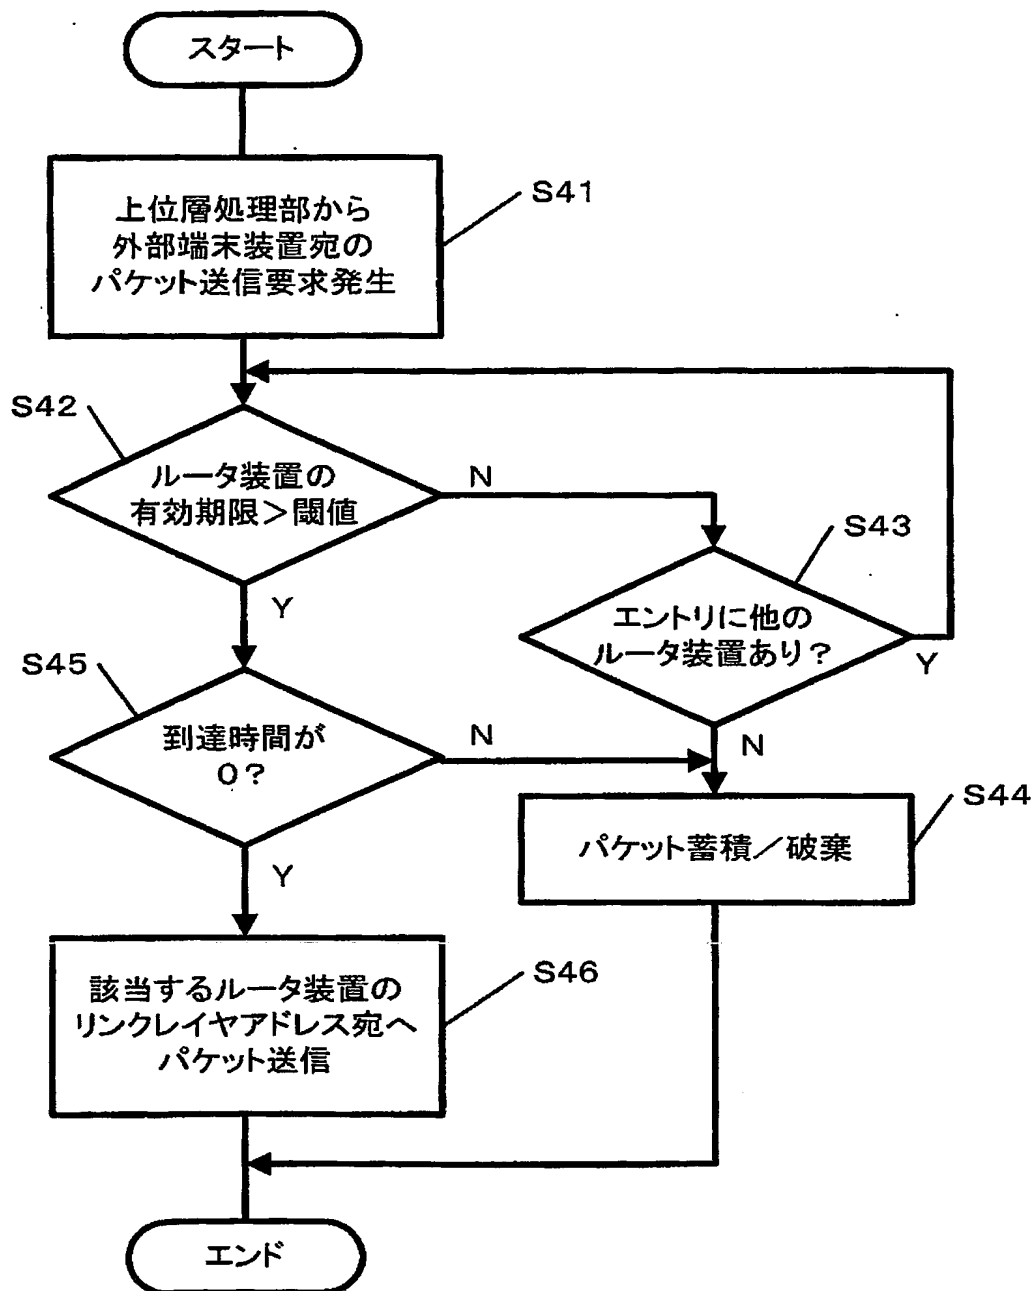 スタート
上位層処理部から
外部端末装置宛の
パケット送信要求発生
S41
S42
ルータ装置の
有効期限＞閾値
N
Y
S43
エントリに他の
ルータ装置あり？
Y
N
S45
到達時間が
0？
N
Y
S44
パケット蓄積／破棄
該当するルータ装置の
リンクレイヤアドレス宛へ
パケット送信
S46
エンド